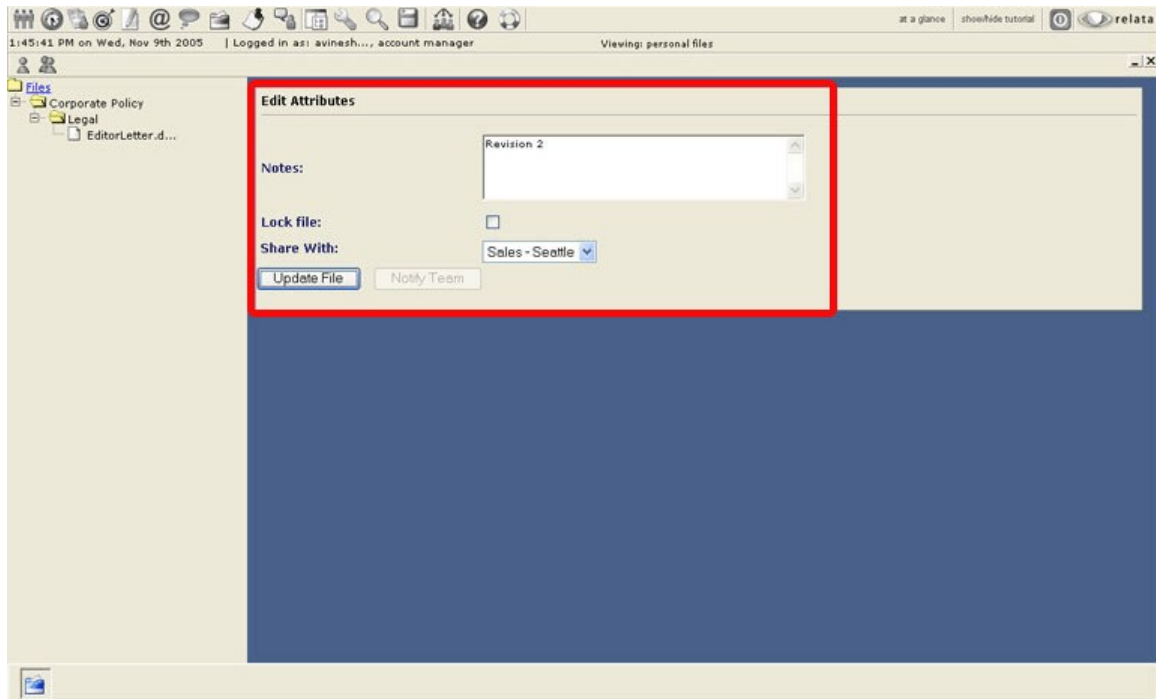 at a glance show/hide tutorial relata
1:45:41 PM on Wed, Nov 9th 2005 | Logged in as: avinesh..., account manager Viewing: personal files
Files
Corporate Policy
Legal
EditorLetter.d...
Edit Attributes
Notes:
Revision 2
Lock file:
Share With:
Sales - Seattle
Update File Notify Team